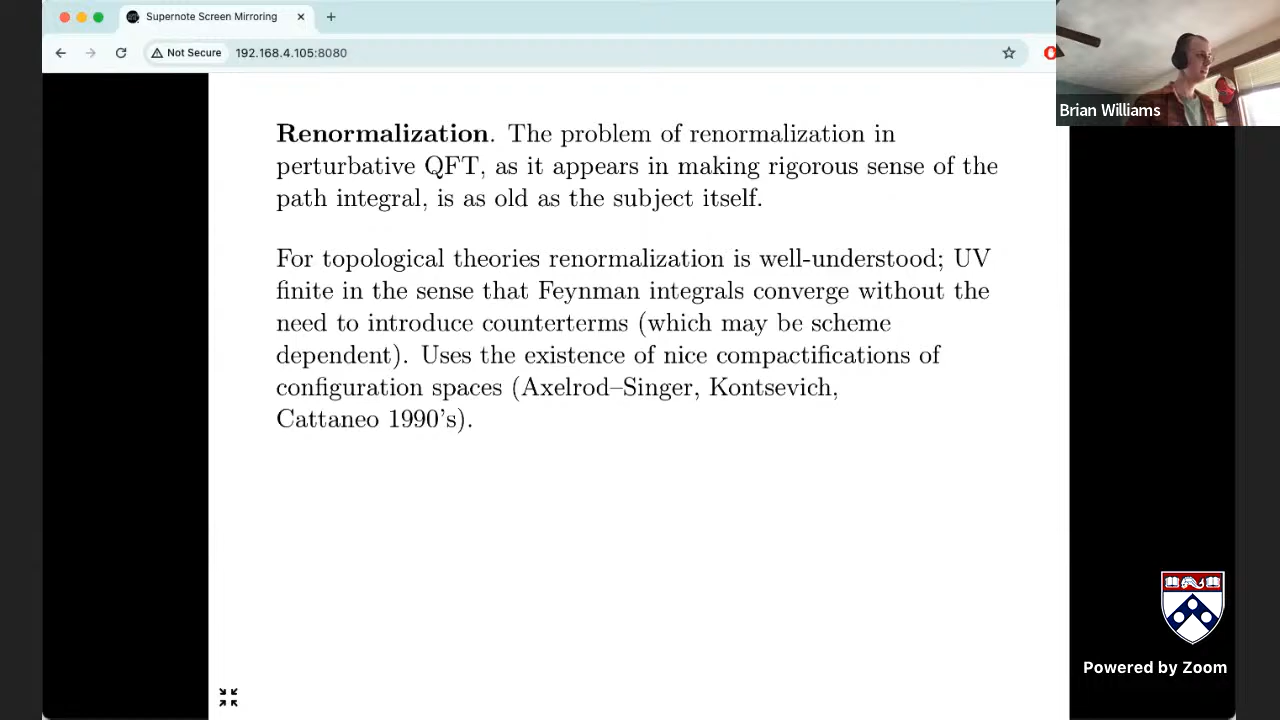 Supernote Screen Mirroring
Not Secure 192.168.4.105:8080
Brian Williams
Renormalization. The problem of renormalization in
perturbative QFT, as it appears in making rigorous sense of the
path integral, is as old as the subject itself.
For topological theories renormalization is well-understood; UV
finite in the sense that Feynman integrals converge without the
need to introduce counterterms (which may be scheme
dependent). Uses the existence of nice compactifications of
configuration spaces (Axelrod–Singer, Kontsevich,
Cattaneo 1990's).
Powered by Zoom